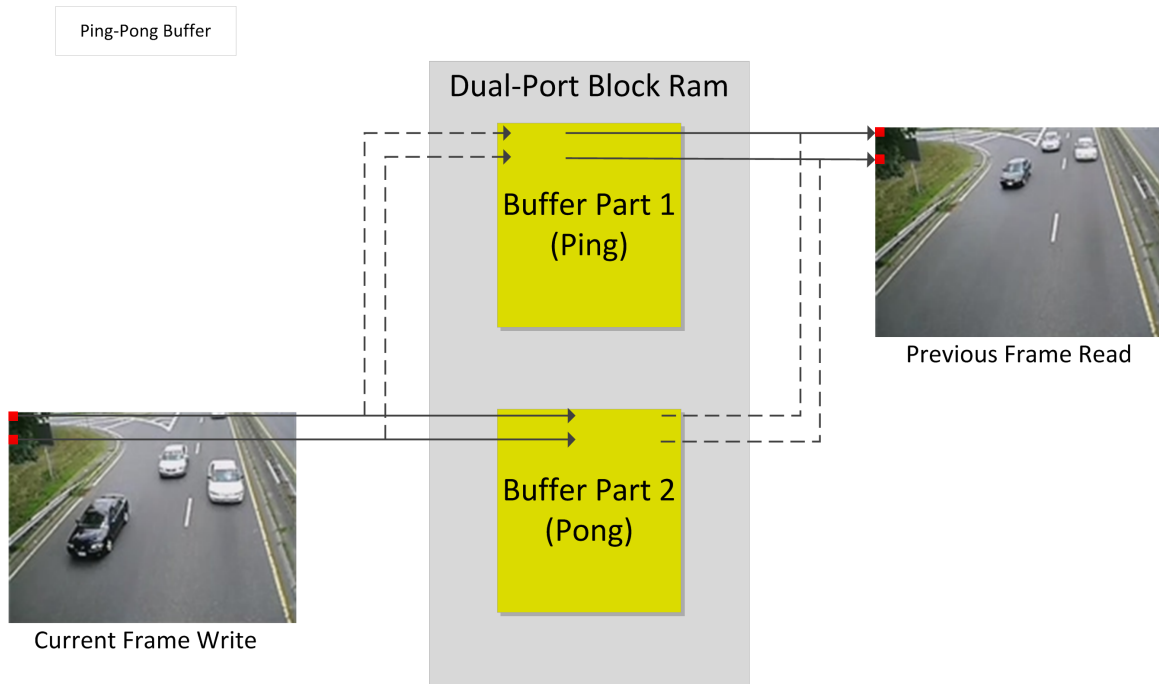 Ping-Pong Buffer
Dual-Port Block Ram
Buffer Part 1
(Ping)
Previous Frame Read
Buffer Part 2
(Pong)
Current Frame Write